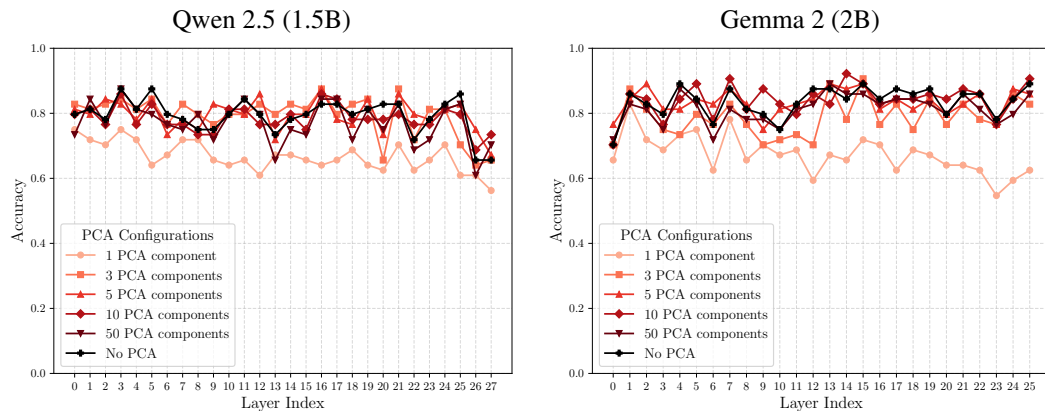 Qwen 2.5 (1.5B)
1.0
0.8
0.6
0.4
0.2
0.0
Accuracy
PCA Configurations
1 PCA component
3 PCA components
5 PCA components
10 PCA components
50 PCA components
No PCA
0 1 2 3 4 5 6 7 8 9 10 11 12 13 14 15 16 17 18 19 20 21 22 23 24 25 26 27
Layer Index
Gemma 2 (2B)
1.0
0.8
0.6
0.4
0.2
0.0
Accuracy
PCA Configurations
1 PCA component
3 PCA components
5 PCA components
10 PCA components
50 PCA components
No PCA
0 1 2 3 4 5 6 7 8 9 10 11 12 13 14 15 16 17 18 19 20 21 22 23 24 25
Layer Index